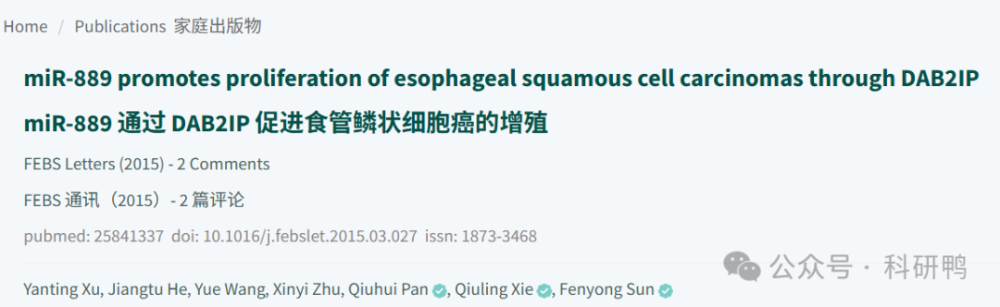 Home / Publications 家庭出版物
miR-889 promotes proliferation of esophageal squamous cell carcinomas through DAB2IP
miR-889 通过 DAB2IP 促进食管鳞状细胞癌的增殖
FEBS Letters (2015) - 2 Comments
FEBS 通讯（2015）- 2 篇评论
pubmed: 25841337 doi: 10.1016/j.febslet.2015.03.027 issn: 1873-3468
公众号 · 科研鸭
Yanting Xu, Jiangtu He, Yue Wang, Xinyi Zhu, Qiuhui Pan, Qiuling Xie, Fenyong Sun